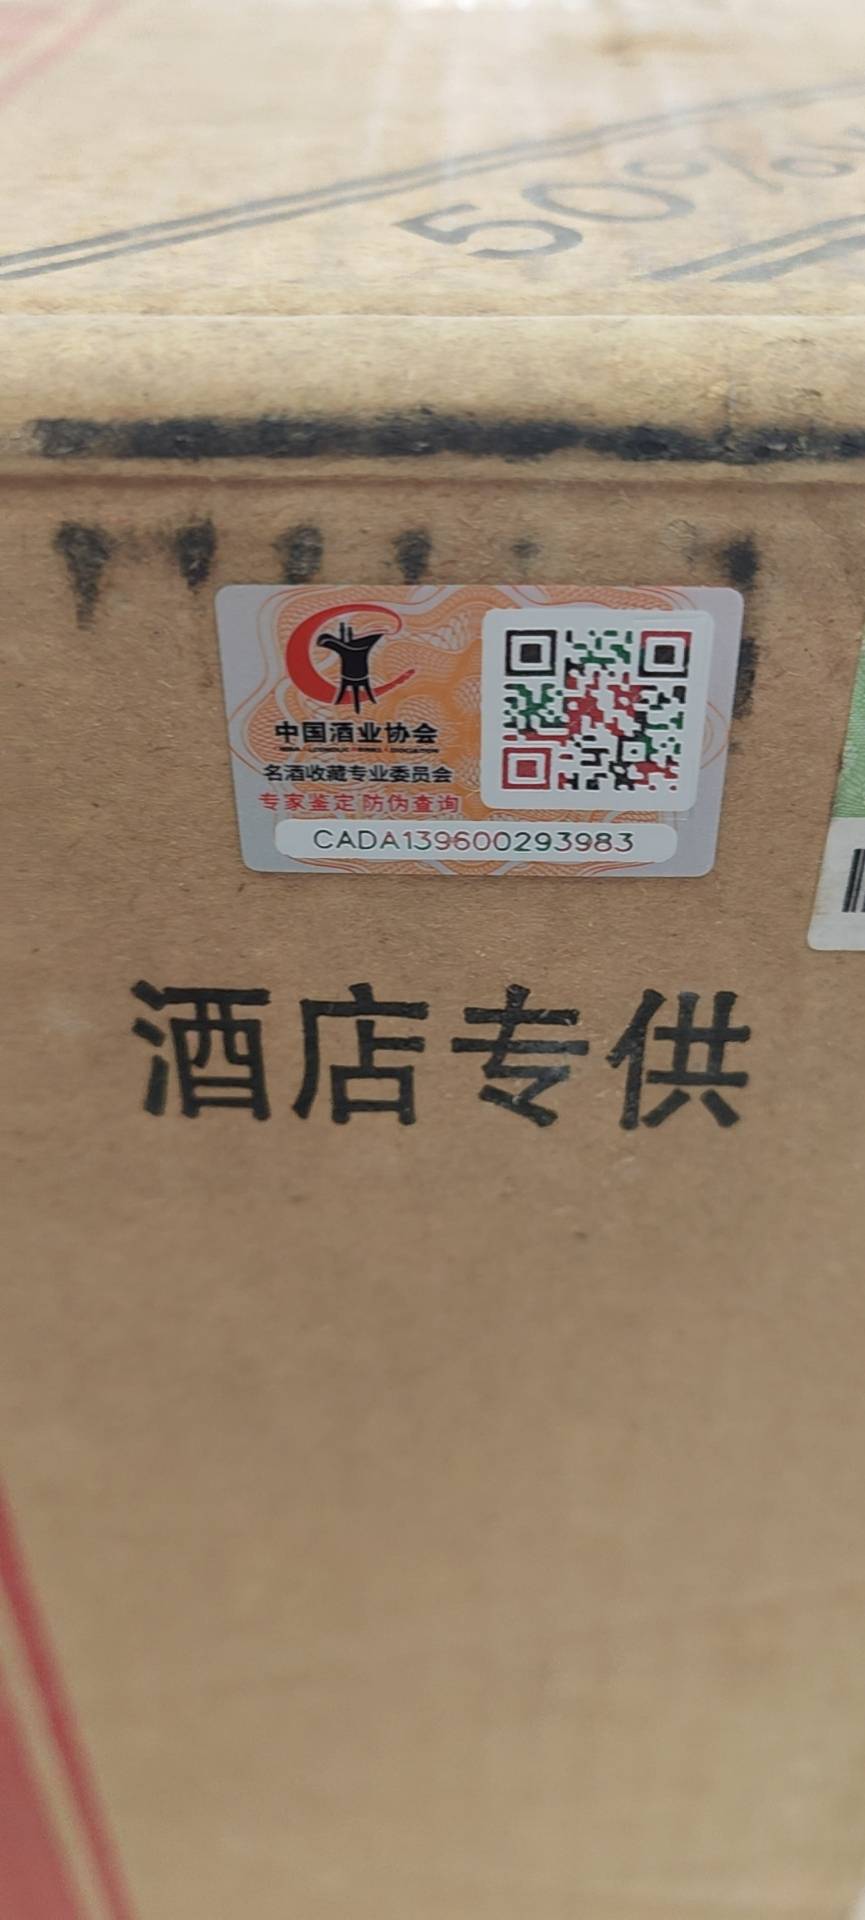 50%
中国酒业协会
名酒收藏专业委员会
专家鉴定 防伪查询
CADA139600293983
酒店专供